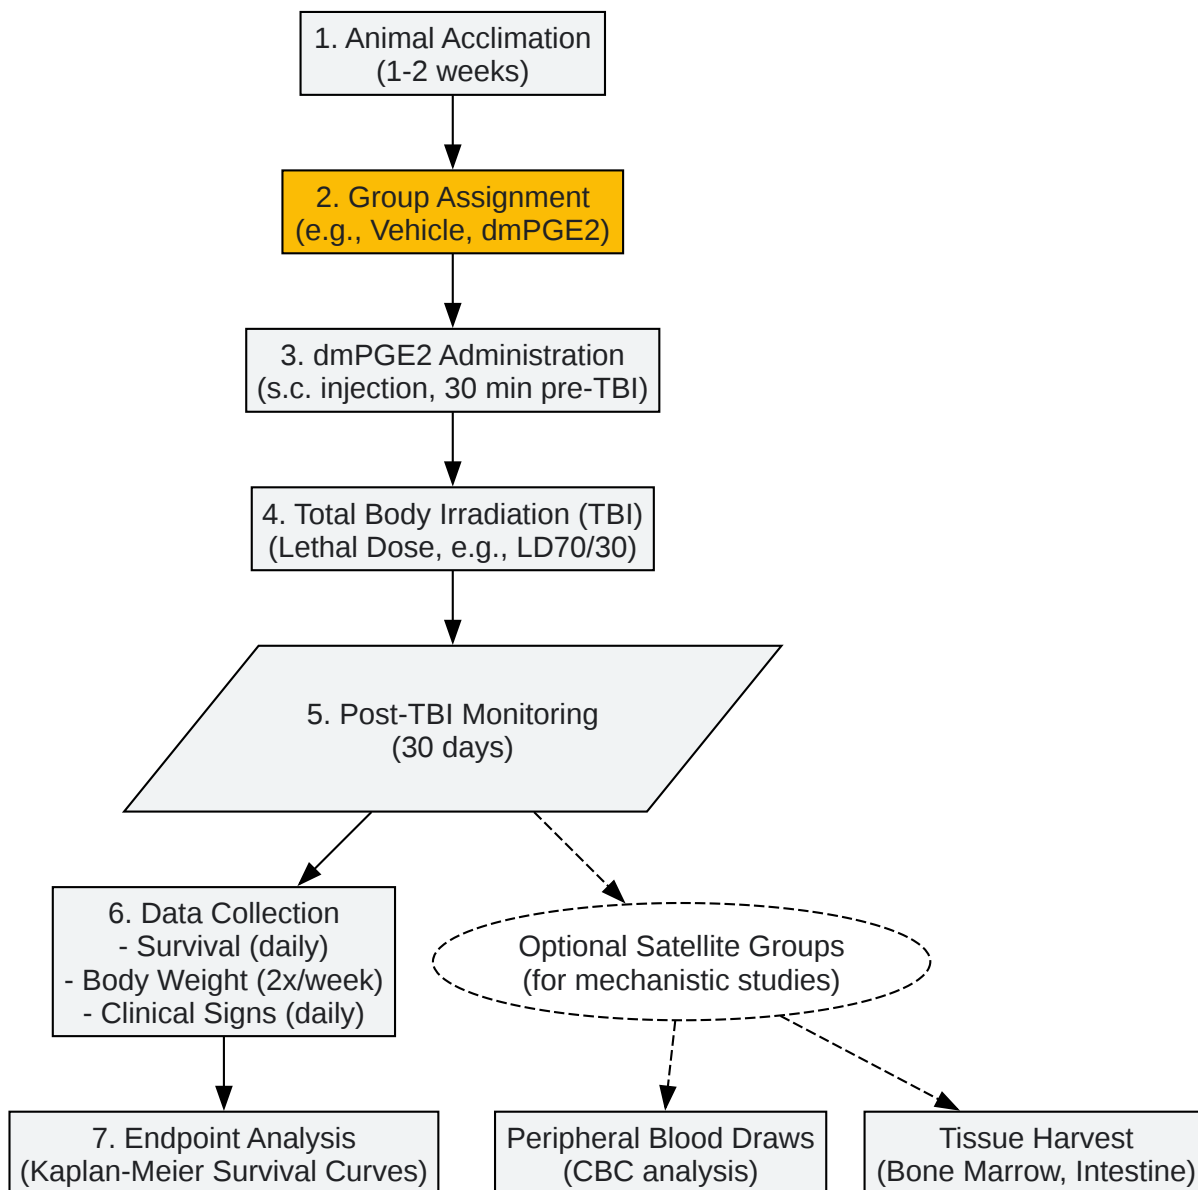 1. Animal Acclimation
(1-2 weeks)
2. Group Assignment
(e.g., Vehicle, dmPGE2)
3. dmPGE2 Administration
(s.c. injection, 30 min pre-TBI)
4. Total Body Irradiation (TBI)
(Lethal Dose, e.g., LD70/30)
5. Post-TBI Monitoring
(30 days)
6. Data Collection
- Survival (daily)
- Body Weight (2x/week)
- Clinical Signs (daily)
Optional Satellite Groups
(for mechanistic studies)
7. Endpoint Analysis
(Kaplan-Meier Survival Curves)
Peripheral Blood Draws
(CBC analysis)
Tissue Harvest
(Bone Marrow, Intestine)